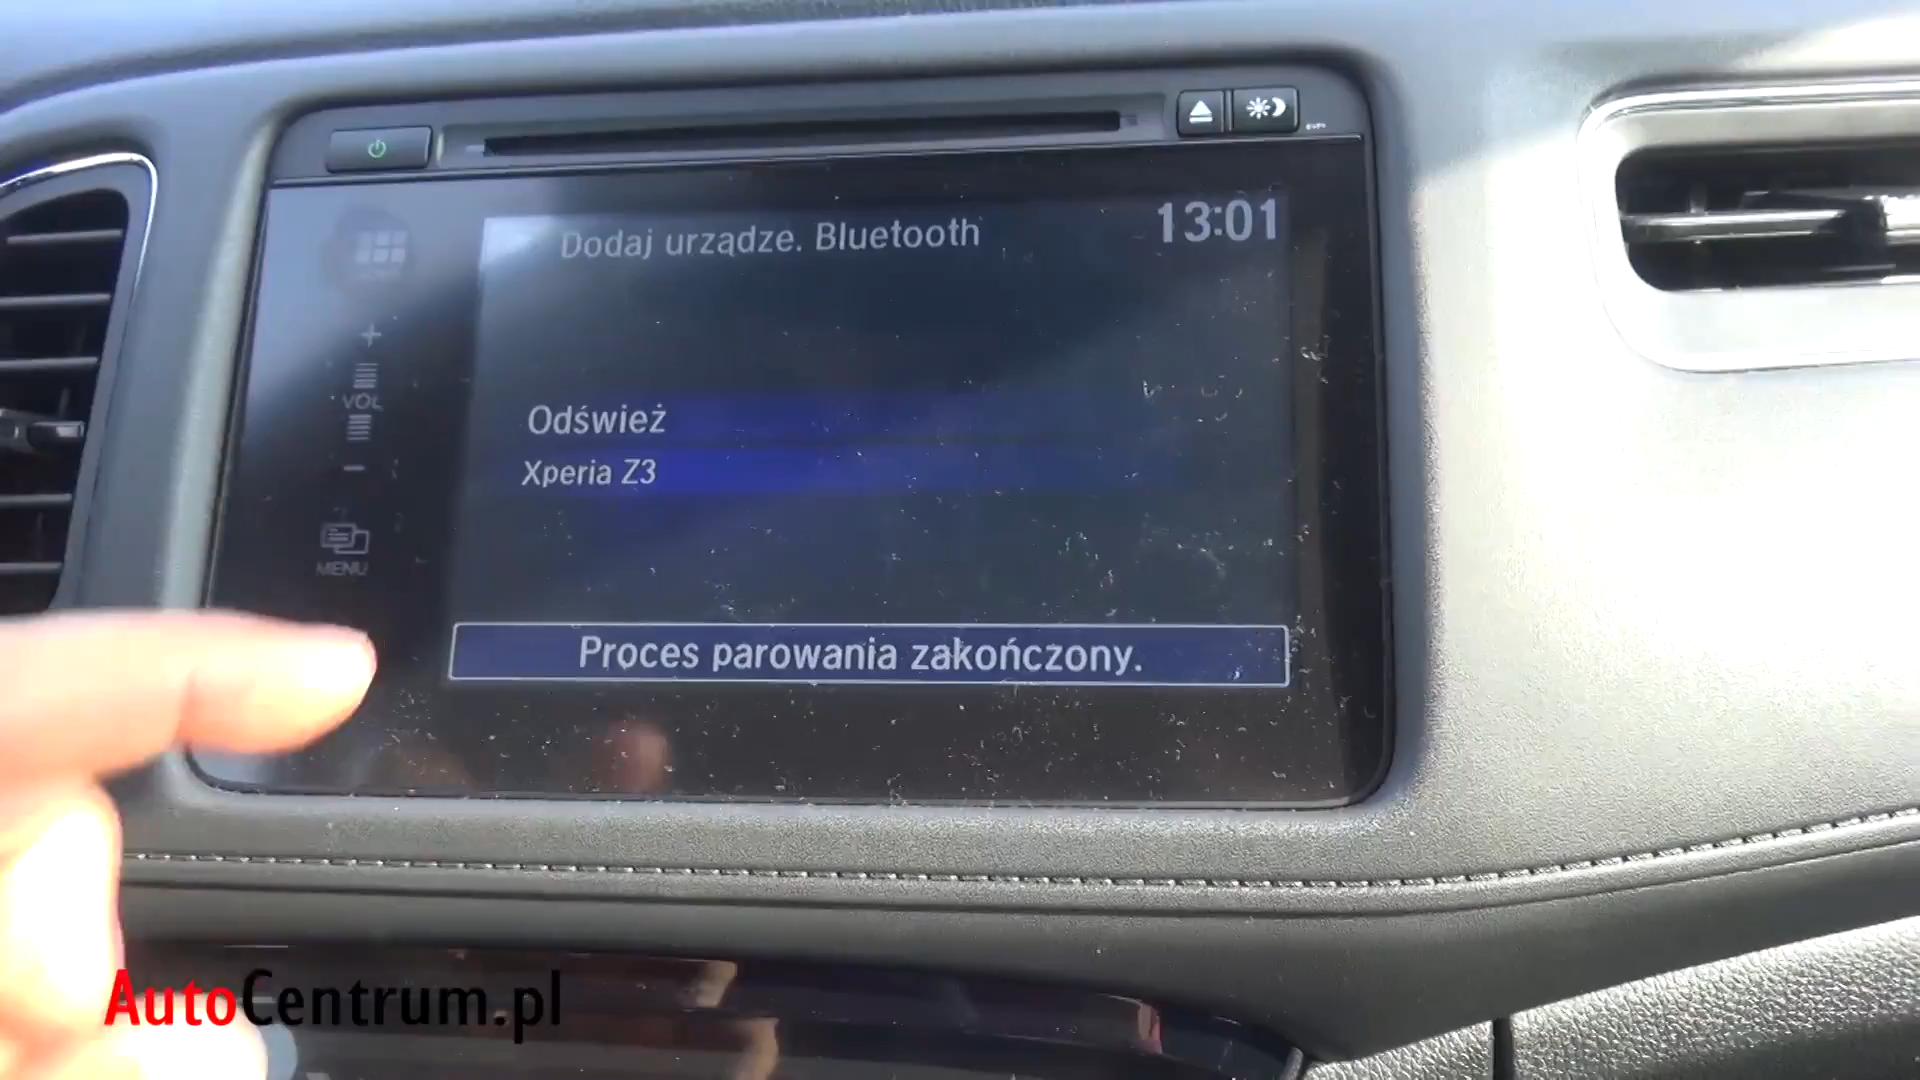 Dodaj urządze. Bluetooth
13:01
+
VOL
-
MENU
Odśwież
Xperia Z3
Proces parowania zakończony.
AutoCentrum.pl